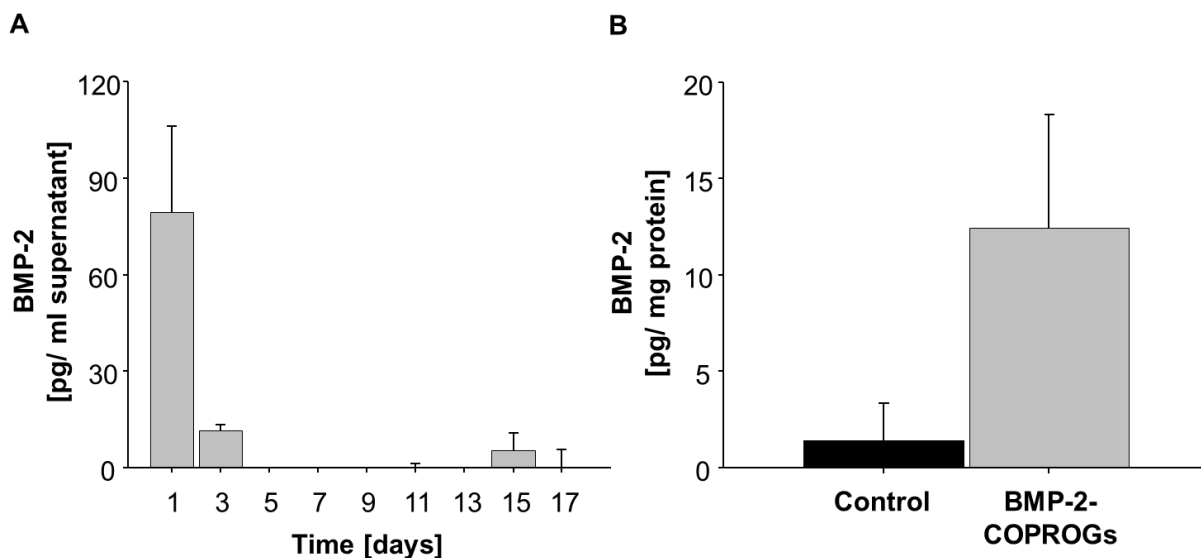 A
BMP-2
[pg/ ml supernatant]
120
90
60
30
0
1 3 5 7 9 11 13 15 17
Time [days]
B
BMP-2
[pg/ mg protein]
20
15
10
5
0
Control
BMP-2-
COPROGs